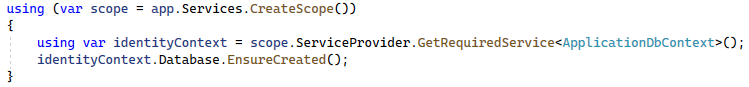 using (var scope = app.Services.CreateScope())
{
    using var identityContext = scope.ServiceProvider.GetRequiredService<ApplicationDbContext>();
    identityContext.Database.EnsureCreated();
}